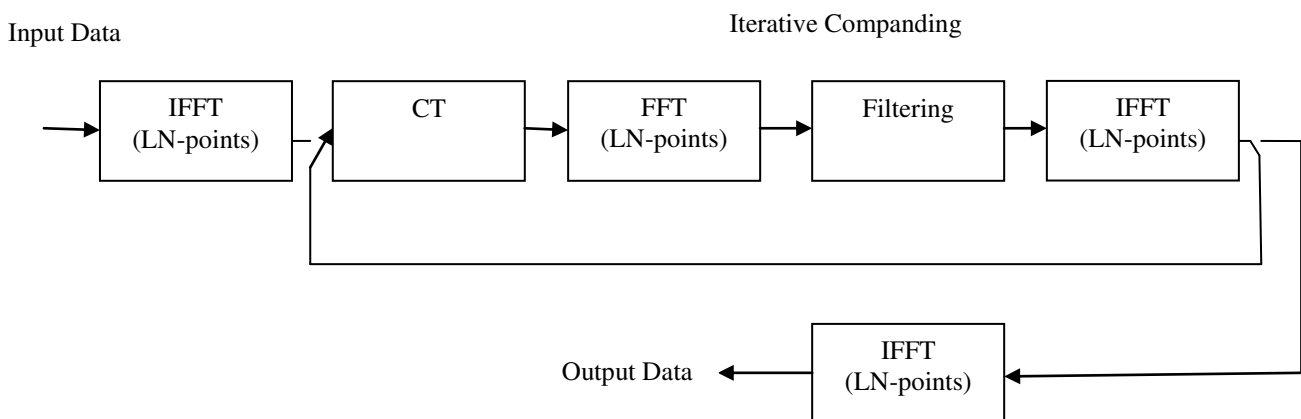 Iterative Companding
Input Data
IFFT
(LN-points)
CT
FFT
(LN-points)
Filtering
IFFT
(LN-points)
Output Data
IFFT
(LN-points)